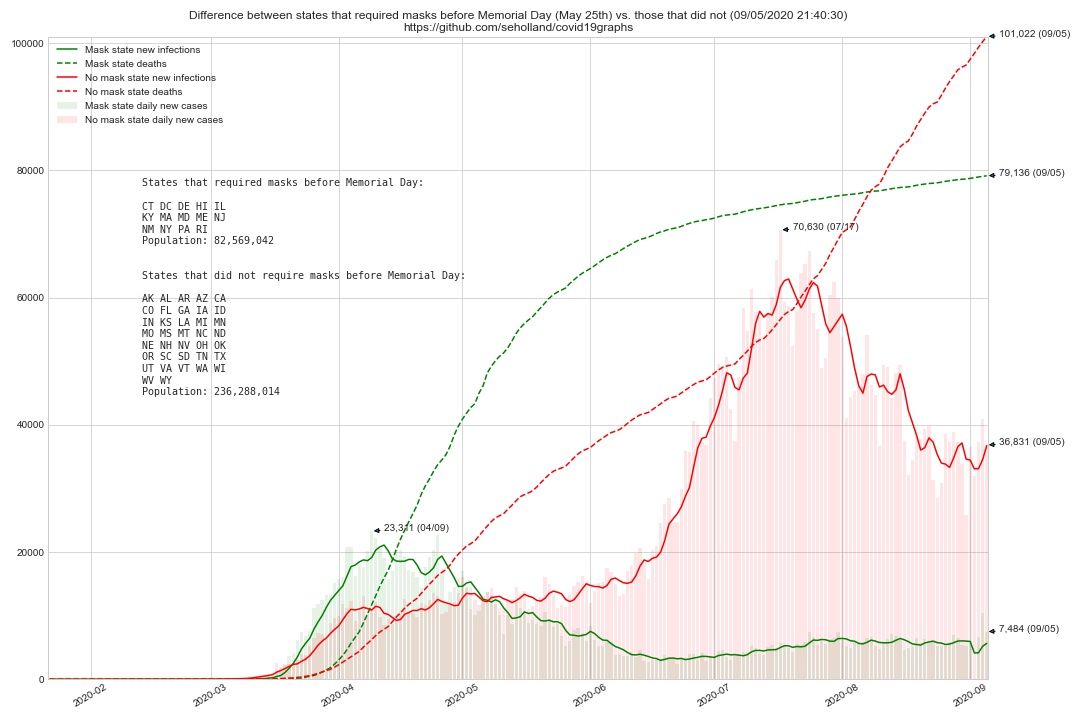 Difference between states that required masks before Memorial Day (May 25th) vs. those that did not (09/05/2020 21:40:30)
https://github.com/seholland/covid19graphs
Mask state new infections
Mask state deaths
No mask state new infections
No mask state deaths
Mask state daily new cases
No mask state daily new cases
States that required masks before Memorial Day:
CT DC DE HI IL
KY MA MD ME NJ
NM NY PA RI
Population: 82,569,042
States that did not require masks before Memorial Day:
AK AL AR AZ CA
CO FL GA IA ID
IN KS LA MI MN
MO MS MT NC ND
NE NH NV OH OK
OR SC SD TN TX
UT VA VT WA WI
WV WY
Population: 236,288,014
100000
80000
60000
40000
20000
0
101,022 (09/05)
79,136 (09/05)
70,630 (07/17)
36,831 (09/05)
23,311 (04/09)
7,484 (09/05)
2020-02
2020-03
2020-04
2020-05
2020-06
2020-07
2020-08
2020-09